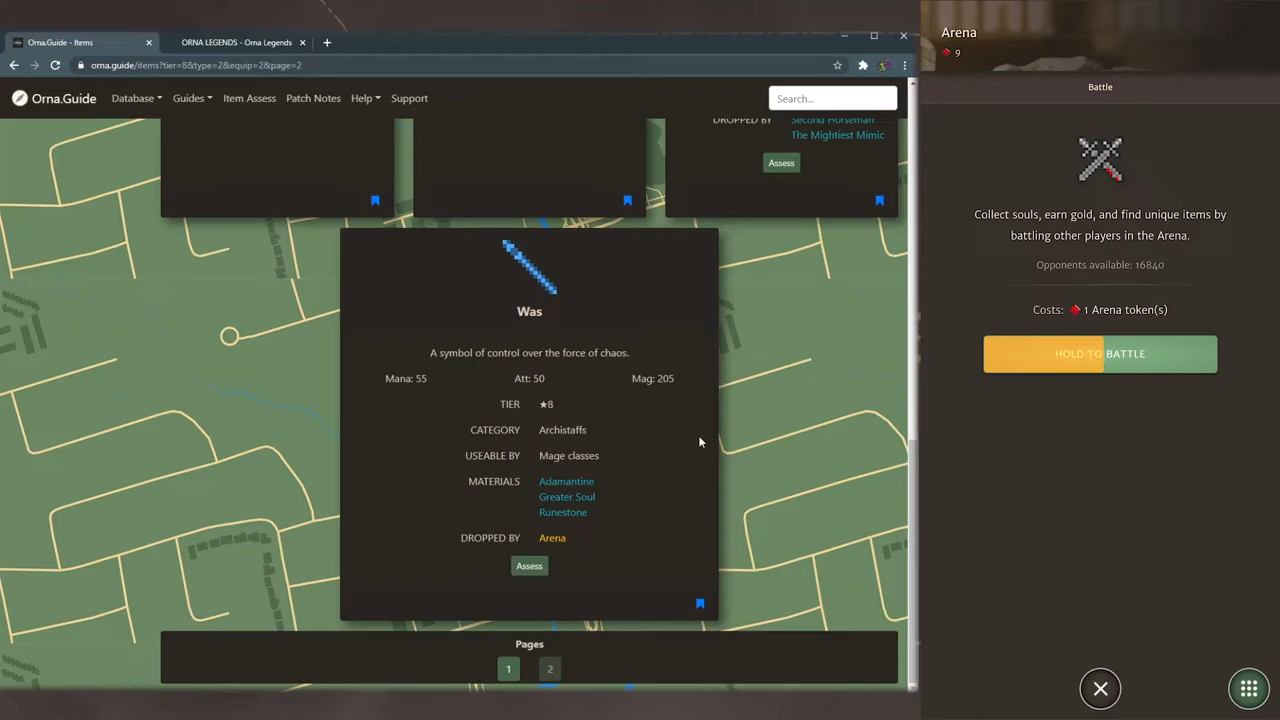 Orna.Guide - Items
ORNA LEGENDS - Orna Legends
orna.guide/items?tier=8&type=2&equip=2&page=2
Orna.Guide
Database
Guides
Item Assess
Patch Notes
Help
Support
Search...
DROPPED BY
Second Horseman
The Mightiest Mimic
Assess
Was
A symbol of control over the force of chaos.
Mana: 55
Att: 50
Mag: 205
TIER
★8
CATEGORY
Archistaffs
USEABLE BY
Mage classes
MATERIALS
Adamantine
Greater Soul
Runestone
DROPPED BY
Arena
Assess
Pages
1
2
Arena
9
Battle
Collect souls, earn gold, and find unique items by
battling other players in the Arena.
Opponents available: 16840
Costs: 1 Arena token(s)
HOLD TO BATTLE